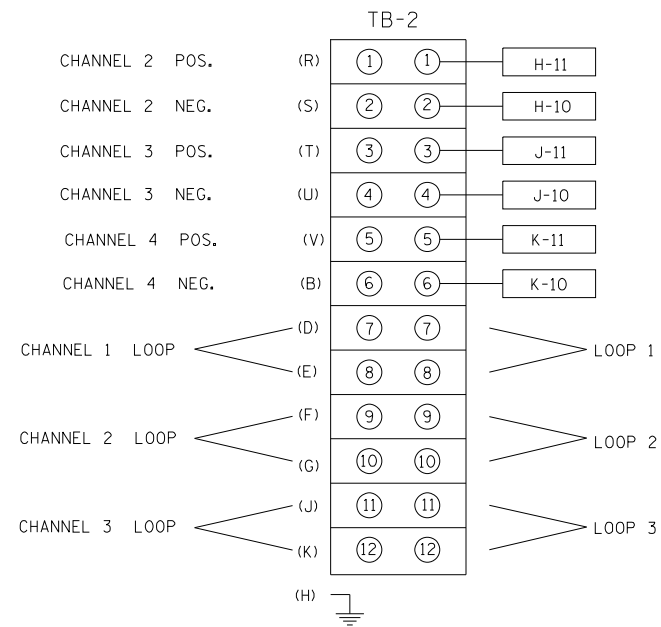 TB-2
CHANNEL 2 POS. (R) 1 1 H-11
CHANNEL 2 NEG. (S) 2 2 H-10
CHANNEL 3 POS. (T) 3 3 J-11
CHANNEL 3 NEG. (U) 4 4 J-10
CHANNEL 4 POS. (V) 5 5 K-11
CHANNEL 4 NEG. (B) 6 6 K-10
(D) 7 7
CHANNEL 1 LOOP LOOP 1
(E) 8 8
(F) 9 9
CHANNEL 2 LOOP LOOP 2
(G) 10 10
(J) 11 11
CHANNEL 3 LOOP LOOP 3
(K) 12 12
(H)